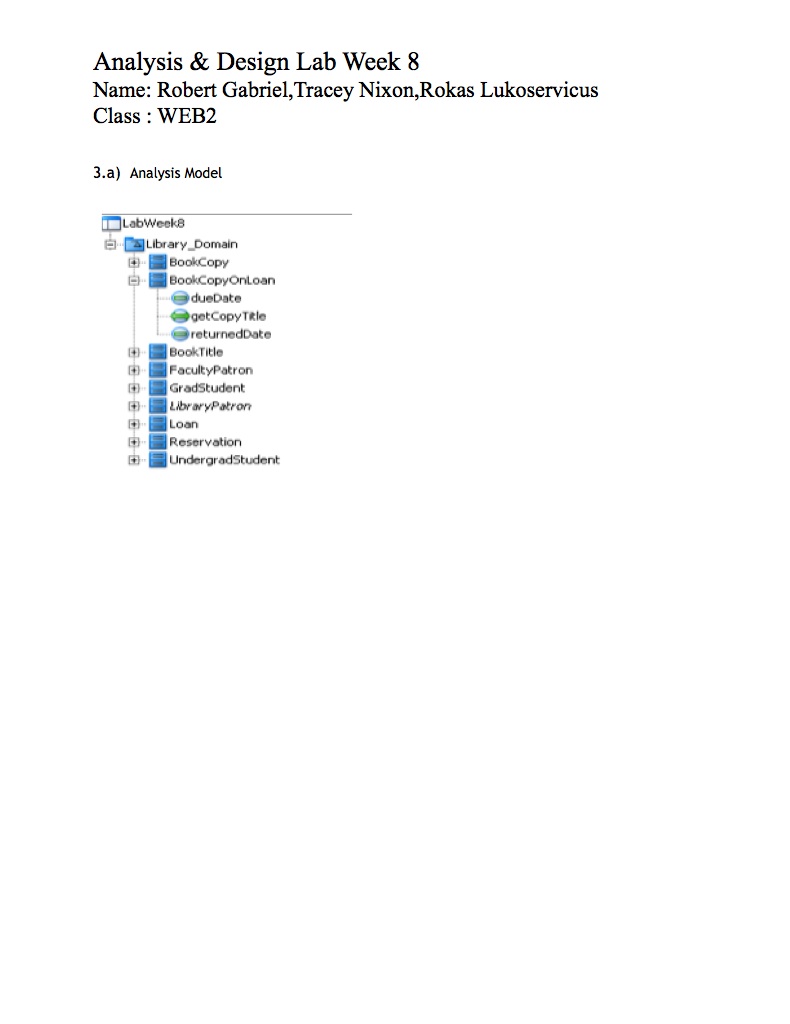 Analysis & Design Lab Week 8
Name: Robert Gabriel,Tracey Nixon,Rokas Lukoservicus
Class : WEB2
3.a) Analysis Model
LabWeek8
Library_Domain
BookCopy
BookCopyOnLoan
dueDate
getCopyTitle
returnedDate
BookTitle
FacultyPatron
GradStudent
LibraryPatron
Loan
Reservation
UndergradStudent